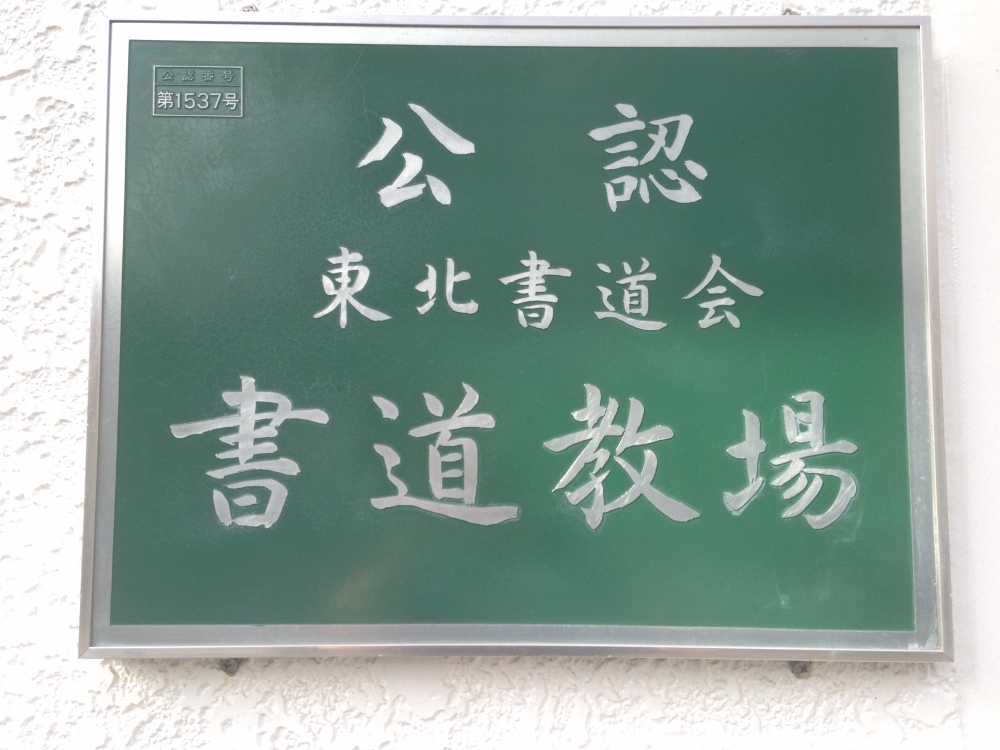 公認番号
第1537号
公認
東北書道会
書道教場